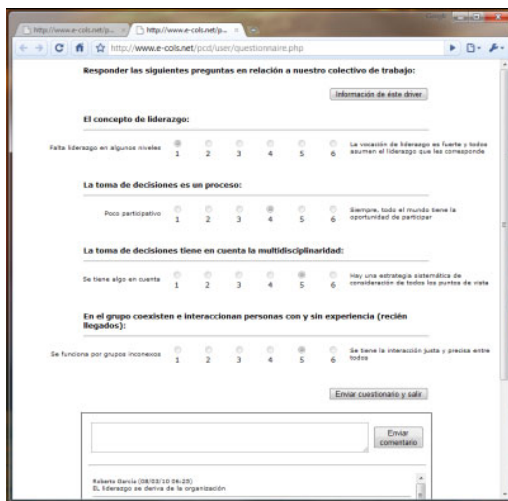 http://www.e-cols.net/p...
http://www.e-cols.net/p...
http://www.e-cols.net/pcd/user/questionnaire.php
Responder las siguientes preguntas en relación a nuestro colectivo de trabajo:
Información de éste driver
El concepto de liderazgo:
Falta liderazgo en algunos niveles
1 2 3 4 5 6
La vocación de liderazgo es fuerte y todos
asumen el liderazgo que les corresponde
La toma de decisiones es un proceso:
Poco participativo
1 2 3 4 5 6
Siempre, todo el mundo tiene la
oportunidad de participar
La toma de decisiones tiene en cuenta la multidisciplinaridad:
Se tiene algo en cuenta
1 2 3 4 5 6
Hay una estrategia sistemática de
consideración de todos los puntos de vista
En el grupo coexisten e interaccionan personas con y sin experiencia (recién
llegados):
Se funciona por grupos inconexos
1 2 3 4 5 6
Se tiene la interacción justa y precisa entre
todos
Enviar cuestionario y salir
Enviar
comentario
Roberto García (08/03/10 06:25)
EL liderazgo se deriva de la organización